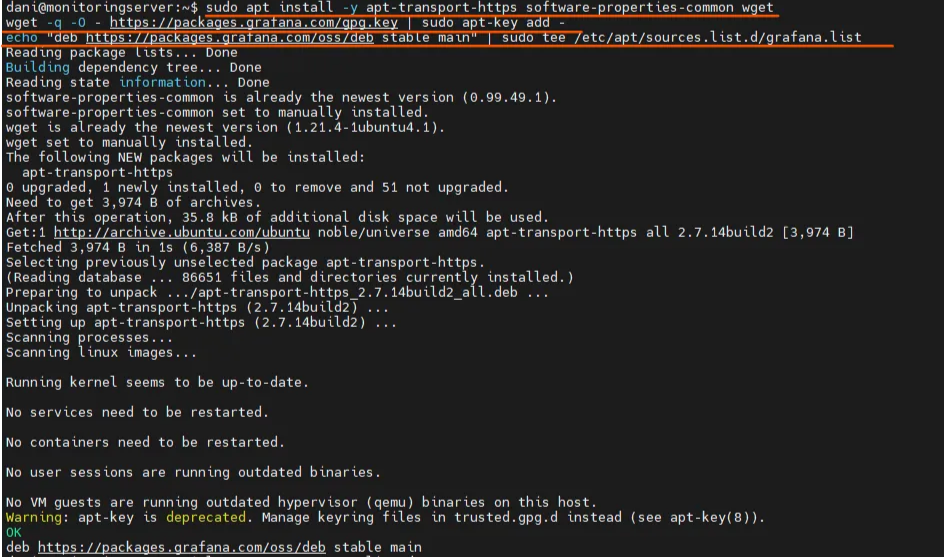 dani@monitoringserver:~$ sudo apt install -y apt-transport-https software-properties-common wget
wget -q -O - https://packages.grafana.com/gpg.key | sudo apt-key add -
echo "deb https://packages.grafana.com/oss/deb stable main" | sudo tee /etc/apt/sources.list.d/grafana.list
Reading package lists... Done
Building dependency tree... Done
Reading state information... Done
software-properties-common is already the newest version (0.99.49.1).
software-properties-common set to manually installed.
wget is already the newest version (1.21.4-1ubuntu4.1).
wget set to manually installed.
The following NEW packages will be installed:
  apt-transport-https
0 upgraded, 1 newly installed, 0 to remove and 51 not upgraded.
Need to get 3,974 B of archives.
After this operation, 35.8 kB of additional disk space will be used.
Get:1 http://archive.ubuntu.com/ubuntu noble/universe amd64 apt-transport-https all 2.7.14build2 [3,974 B]
Fetched 3,974 B in 1s (6,387 B/s)
Selecting previously unselected package apt-transport-https.
(Reading database ... 86651 files and directories currently installed.)
Preparing to unpack .../apt-transport-https_2.7.14build2_all.deb ...
Unpacking apt-transport-https (2.7.14build2) ...
Setting up apt-transport-https (2.7.14build2) ...
Scanning processes...
Scanning linux images...
Running kernel seems to be up-to-date.
No services need to be restarted.
No containers need to be restarted.
No user sessions are running outdated binaries.
No VM guests are running outdated hypervisor (qemu) binaries on this host.
Warning: apt-key is deprecated. Manage keyring files in trusted.gpg.d instead (see apt-key(8)).
OK
deb https://packages.grafana.com/oss/deb stable main